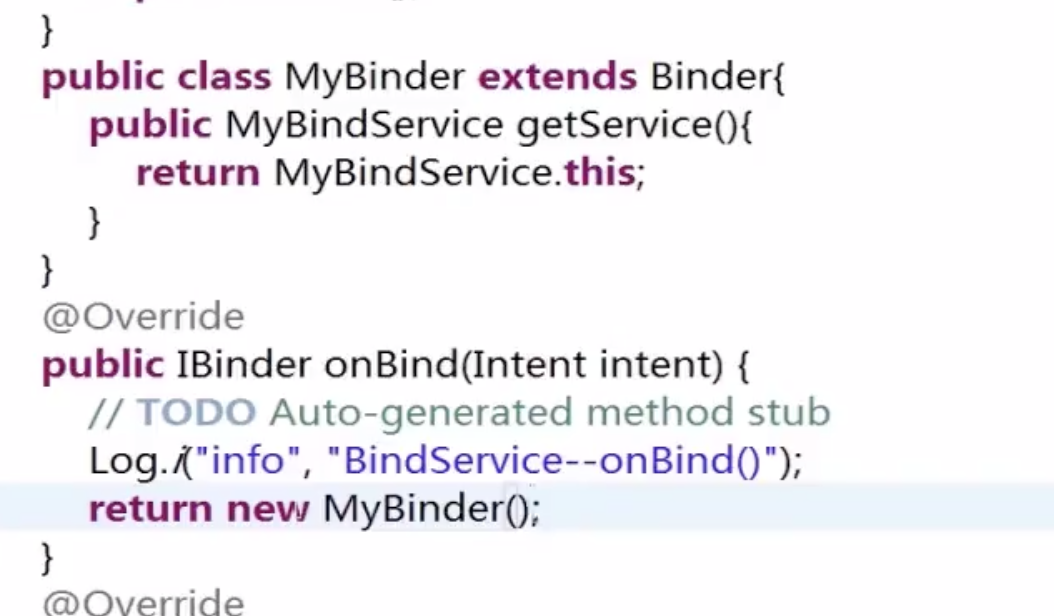 }
public class MyBinder extends Binder{
public MyBindService getService(){
return MyBindService.this;
}
}
@Override
public IBinder onBind(Intent intent) {
// TODO Auto-generated method stub
Log.i("info", "BindService--onBind()");
return new MyBinder();
}
@Override